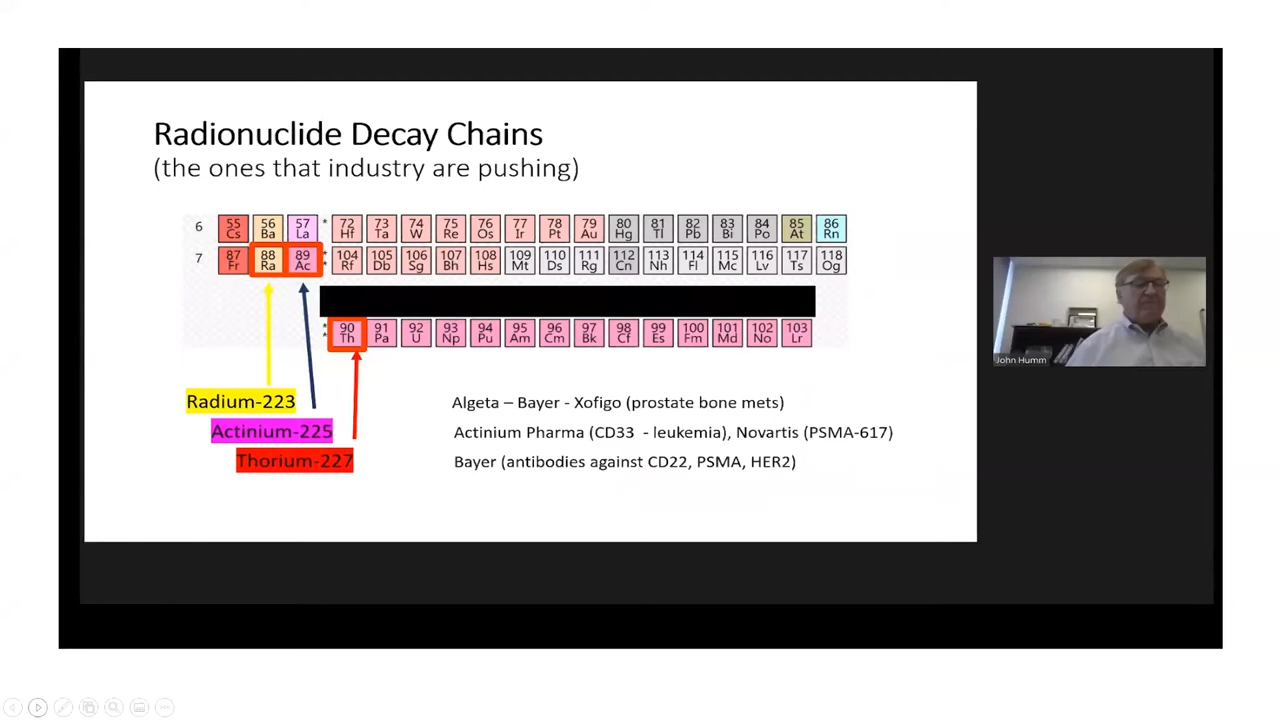 Radionuclide Decay Chains
(the ones that industry are pushing)
6 55 Cs 56 Ba 57 La * 72 Hf 73 Ta 74 W 75 Re 76 Os 77 Ir 78 Pt 79 Au 80 Hg 81 Tl 82 Pb 83 Bi 84 Po 85 At 86 Rn
7 87 Fr 88 Ra 89 Ac ** 104 Rf 105 Db 106 Sg 107 Bh 108 Hs 109 Mt 110 Ds 111 Rg 112 Cn 113 Nh 114 Fl 115 Mc 116 Lv 117 Ts 118 Og
** 90 Th 91 Pa 92 U 93 Np 94 Pu 95 Am 96 Cm 97 Bk 98 Cf 99 Es 100 Fm 101 Md 102 No 103 Lr
John Humm
Radium-223 Algeta – Bayer - Xofigo (prostate bone mets)
Actinium-225 Actinium Pharma (CD33 - leukemia), Novartis (PSMA-617)
Thorium-227 Bayer (antibodies against CD22, PSMA, HER2)